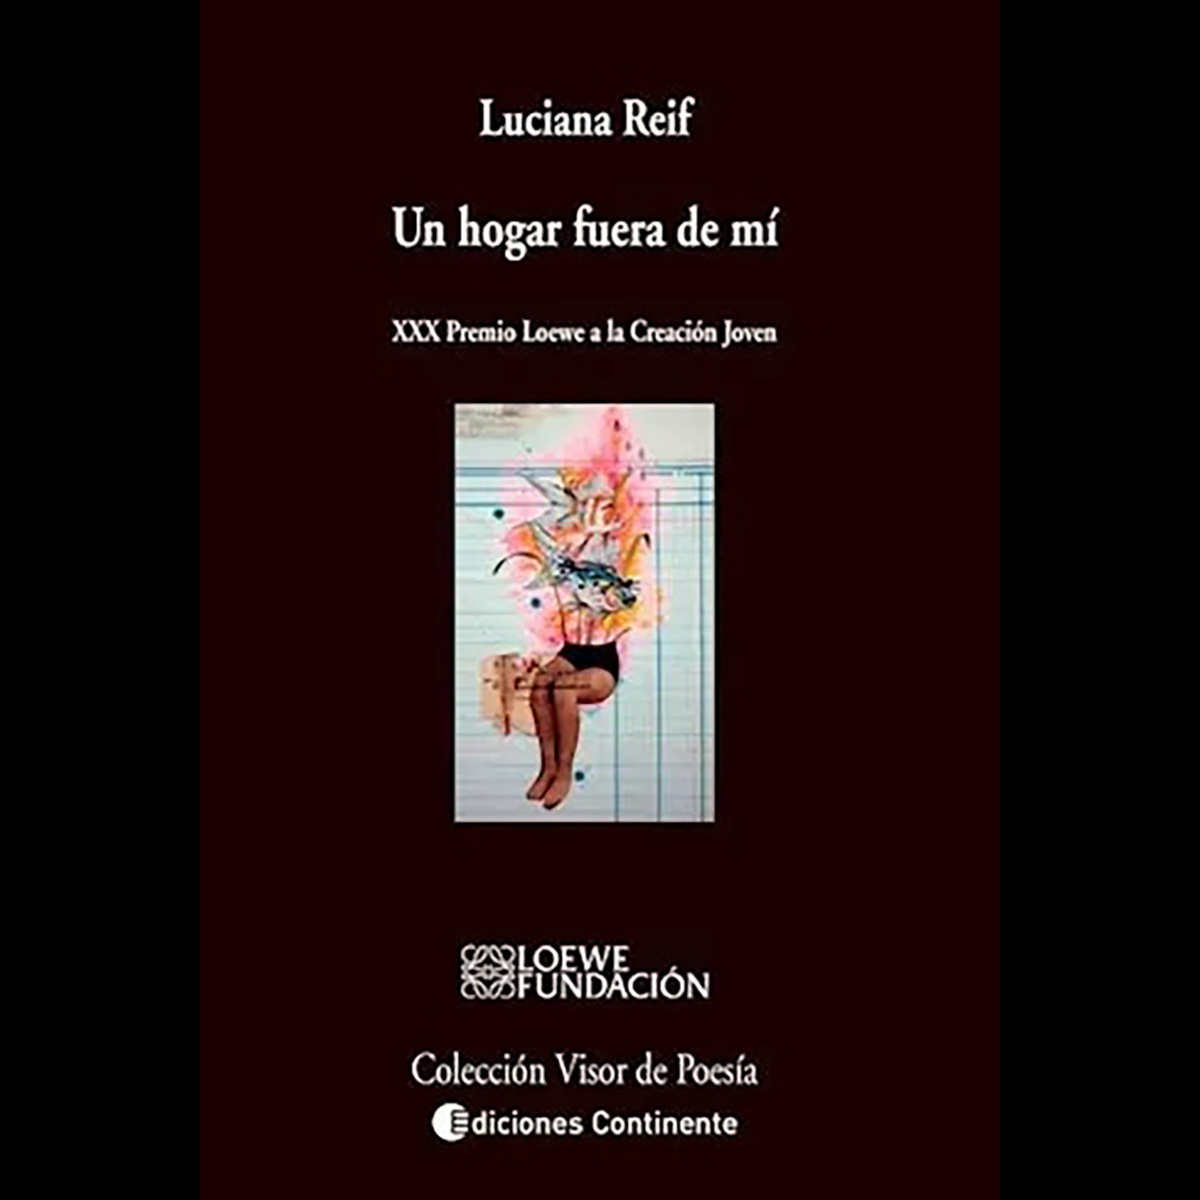 Luciana Reif
Un hogar fuera de mí
XXX Premio Loewe a la Creación Joven
LOEWE
FUNDACIÓN
Colección Visor de Poesía
Ediciones Continente